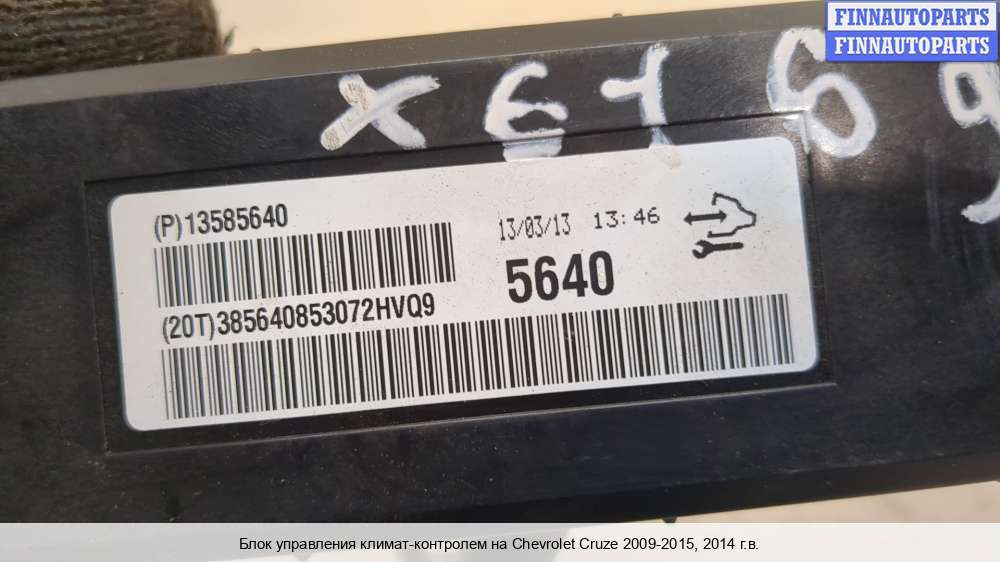 FINNAUTOPARTS
FINNAUTOPARTS
(P)13585640
13/03/13 13:46
5640
(20T)385640853072HVQ9
Блок управления климат-контролем на Chevrolet Cruze 2009-2015, 2014 г.в.